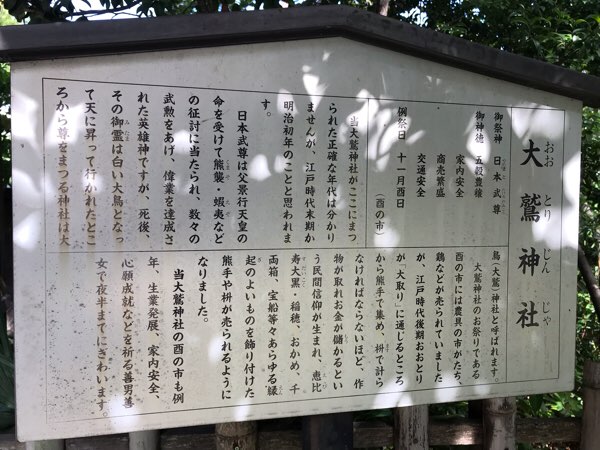 大鷲神社
おおとりじんじゃ
御祭神 日本武尊
御神徳 五穀豊穣
家内安全
商売繁盛
交通安全
例祭日 十一月酉日
(酉の市)
当大鷲神社がここにまつ
られた正確な年代は分かり
ませんが、江戸時代末期か
明治初年のことと思われま
す。
日本武尊は父景行天皇の
命を受けて熊襲・蝦夷など
の征討に当たられ、数々の
武勲をあげ、偉業を達成さ
れた英雄神ですが、死後、
その御霊は白い大鳥となっ
て天に昇って行かれたとこ
ろから尊をまつる神社は大
鳥(大鷲)神社と呼ばれます。
大鷲神社のお祭りである
酉の市には農具の市がたち、
鶏などが売られていました
が、江戸時代後期おおとり
が「大取り」に通じるところ
から熊手で集め、枡で計ら
なければならないほど、作
物が取れお金が儲かるとい
う民間信仰が生まれ、恵比
寿大黒・稲穂、おかめ、千
両箱、宝船等々あらゆる縁
起のよいものを飾り付けた
熊手や枡が売られるように
なりました。
当大鷲神社の酉の市も例
年、生業発展、家内安全、
心願成就などを祈る善男善
女で夜半までにぎわいます